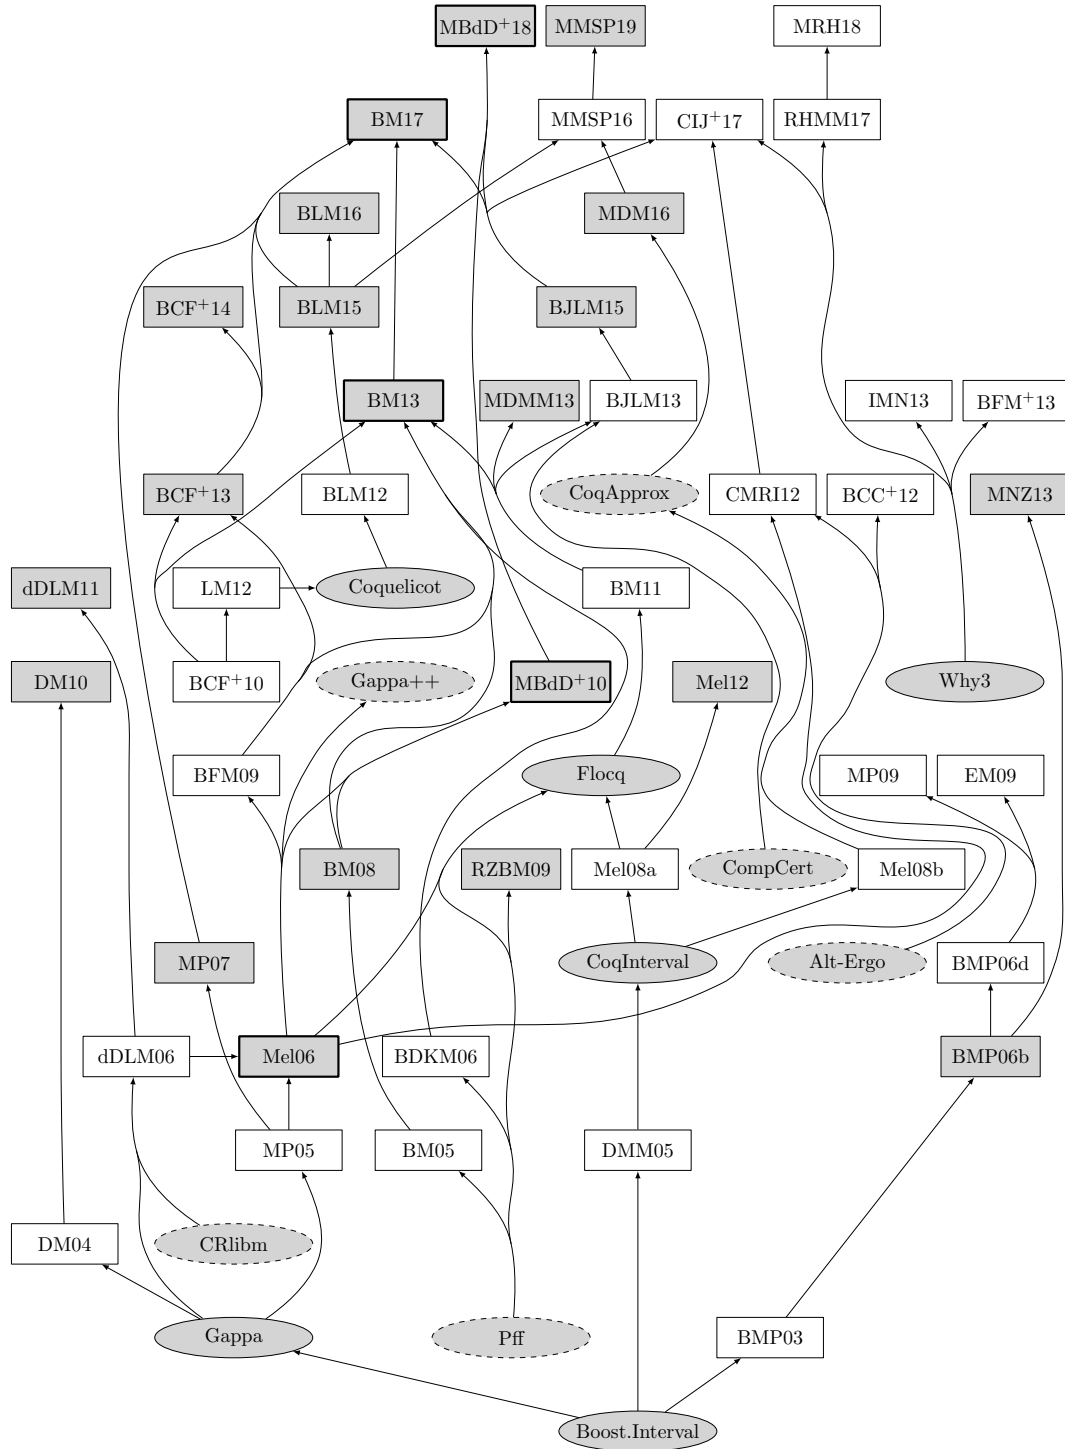 MBdD+18 MMSP19 MRH18
BM17 MMSP16 CIJ+17 RHMM17
BLM16 MDM16
BCF+14 BLM15 BJLM15
BM13 MDMM13 BJLM13 IMN13 BFM+13
BCF+13 BLM12 CoqApprox CMRI12 BCC+12 MNZ13
dDLM11 LM12 Coquelicot BM11
DM10 BCF+10 Gappa++ MBdD+10 Mel12 Why3
BFM09 Flocq MP09 EM09
BM08 RZBM09 Mel08a CompCert Mel08b
MP07 CoqInterval Alt-Ergo BMP06d
dDLM06 Mel06 BDKM06 BMP06b
MP05 BM05 DMM05
DM04 CRlibm
Gappa Pff BMP03
Boost.Interval